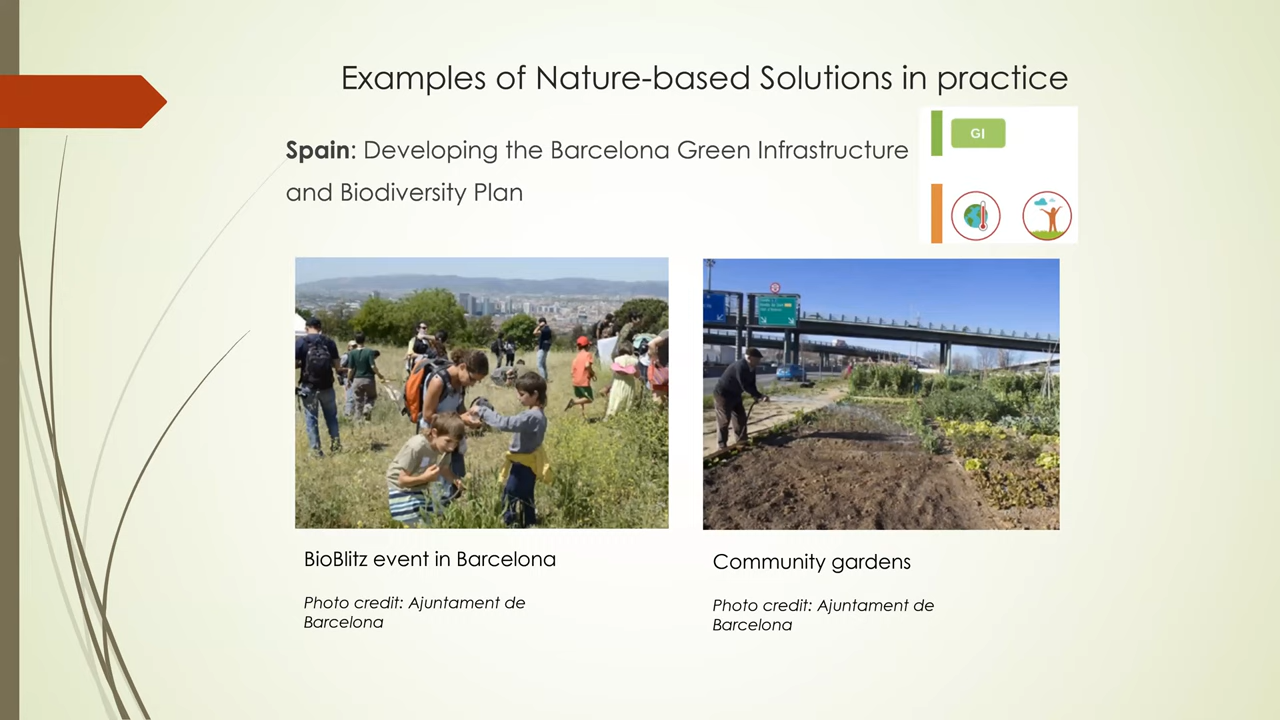 Examples of Nature-based Solutions in practice
Spain: Developing the Barcelona Green Infrastructure
and Biodiversity Plan
GI
BioBlitz event in Barcelona
Photo credit: Ajuntament de
Barcelona
Community gardens
Photo credit: Ajuntament de
Barcelona